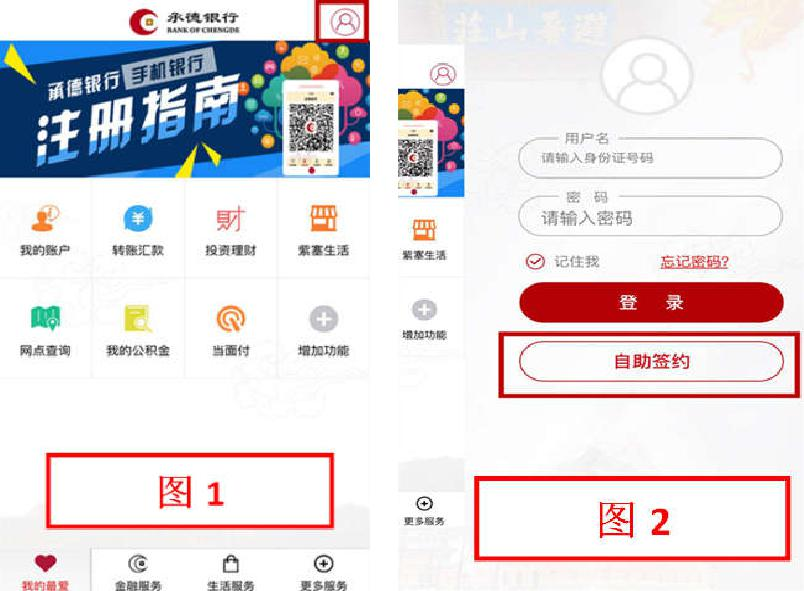 承德银行
BANK OF CHENGDE
承德银行 手机银行
注册指南
我的账户
转账汇款
投资理财
紫塞生活
网点查询
我的公积金
当面付
增加功能
图 1
我的最爱
金融服务
生活服务
更多服务
避暑山庄
紫塞生活
增加功能
更多服务
用户名
请输入身份证号码
密 码
请输入密码
记住我
忘记密码?
登 录
自助签约
图 2